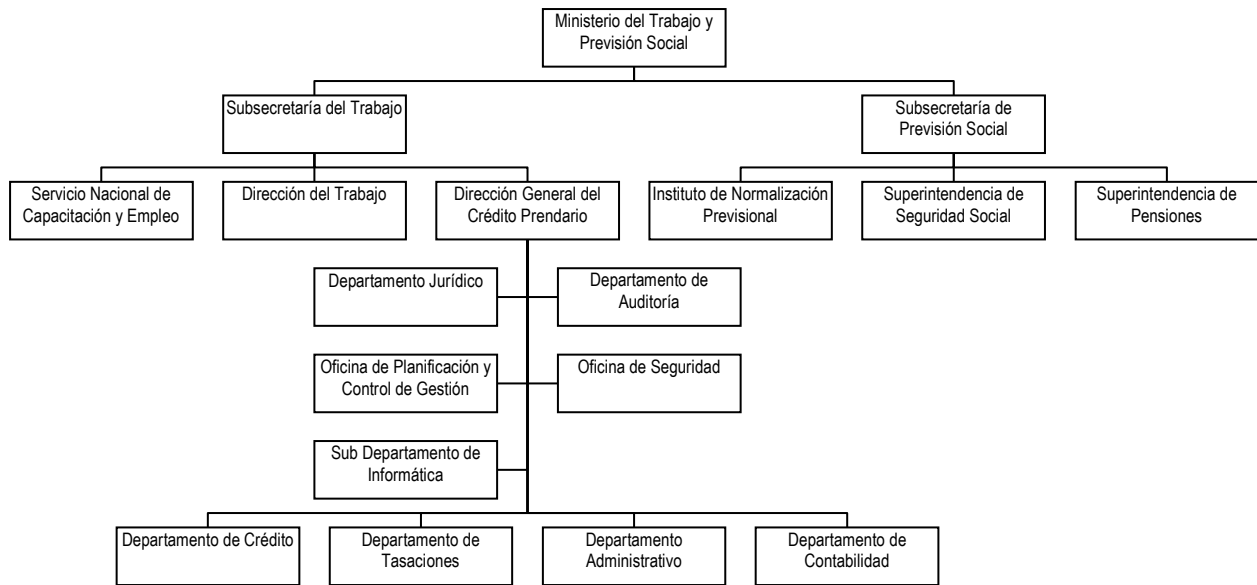 Ministerio del Trabajo y
Previsión Social
Subsecretaría del Trabajo
Subsecretaría de
Previsión Social
Servicio Nacional de
Capacitación y Empleo
Dirección del Trabajo
Dirección General del
Crédito Prendario
Instituto de Normalización
Previsional
Superintendencia de
Seguridad Social
Superintendencia de
Pensiones
Departamento Jurídico
Departamento de
Auditoría
Oficina de Planificación y
Control de Gestión
Oficina de Seguridad
Sub Departamento de
Informática
Departamento de Crédito
Departamento de
Tasaciones
Departamento
Administrativo
Departamento de
Contabilidad